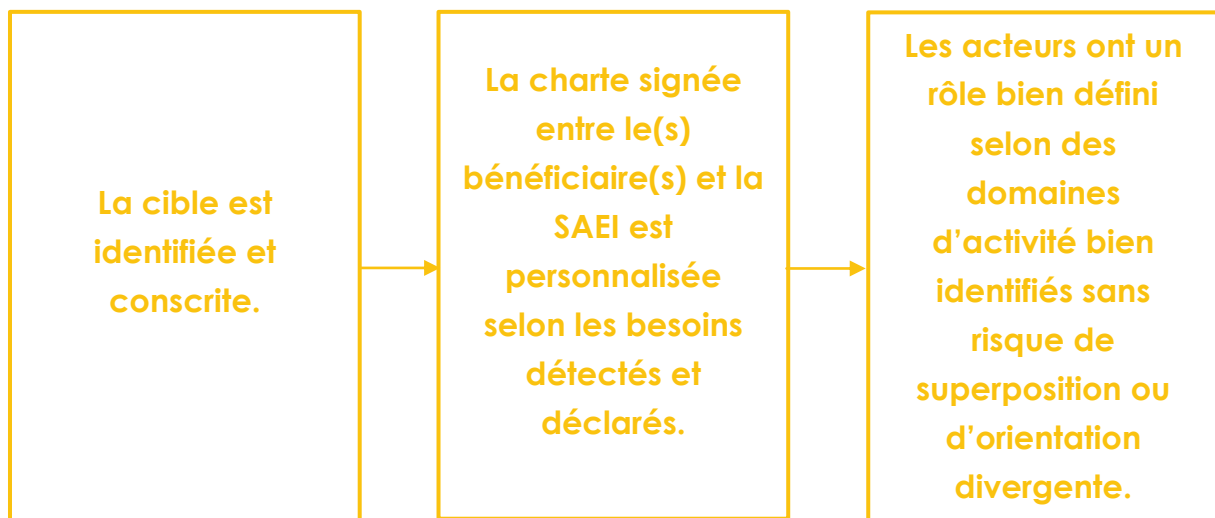 La cible est
identifiée et
conscrite.
La charte signée
entre le(s)
bénéficiaire(s) et la
SAEI est
personnalisée
selon les besoins
détectés et
déclarés.
Les acteurs ont un
rôle bien défini
selon des
domaines
d’activité bien
identifiés sans
risque de
superposition ou
d’orientation
divergente.